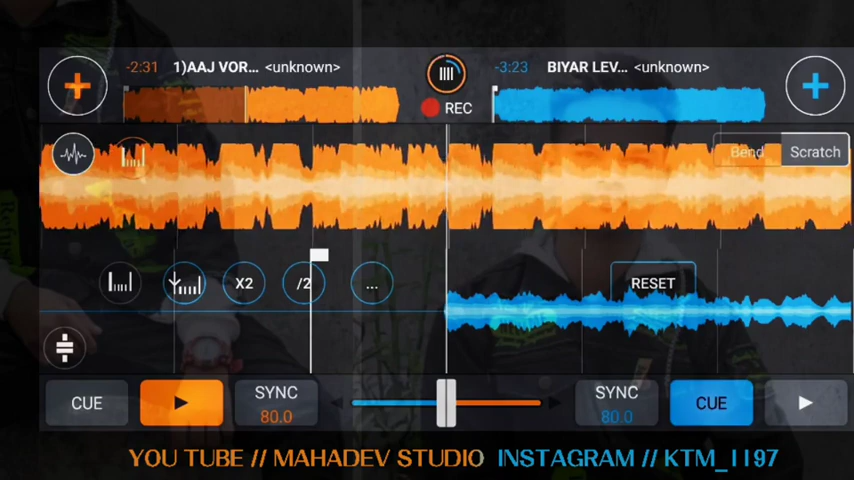 -2:31 1)AAJ VOR... <unknown> -3:23 BIYAR LEV... <unknown>
REC
Bend Scratch
X2 /2 ... RESET
CUE SYNC 80.0 SYNC 80.0 CUE
YOU TUBE // MAHADEV STUDIO INSTAGRAM // KTM_1197